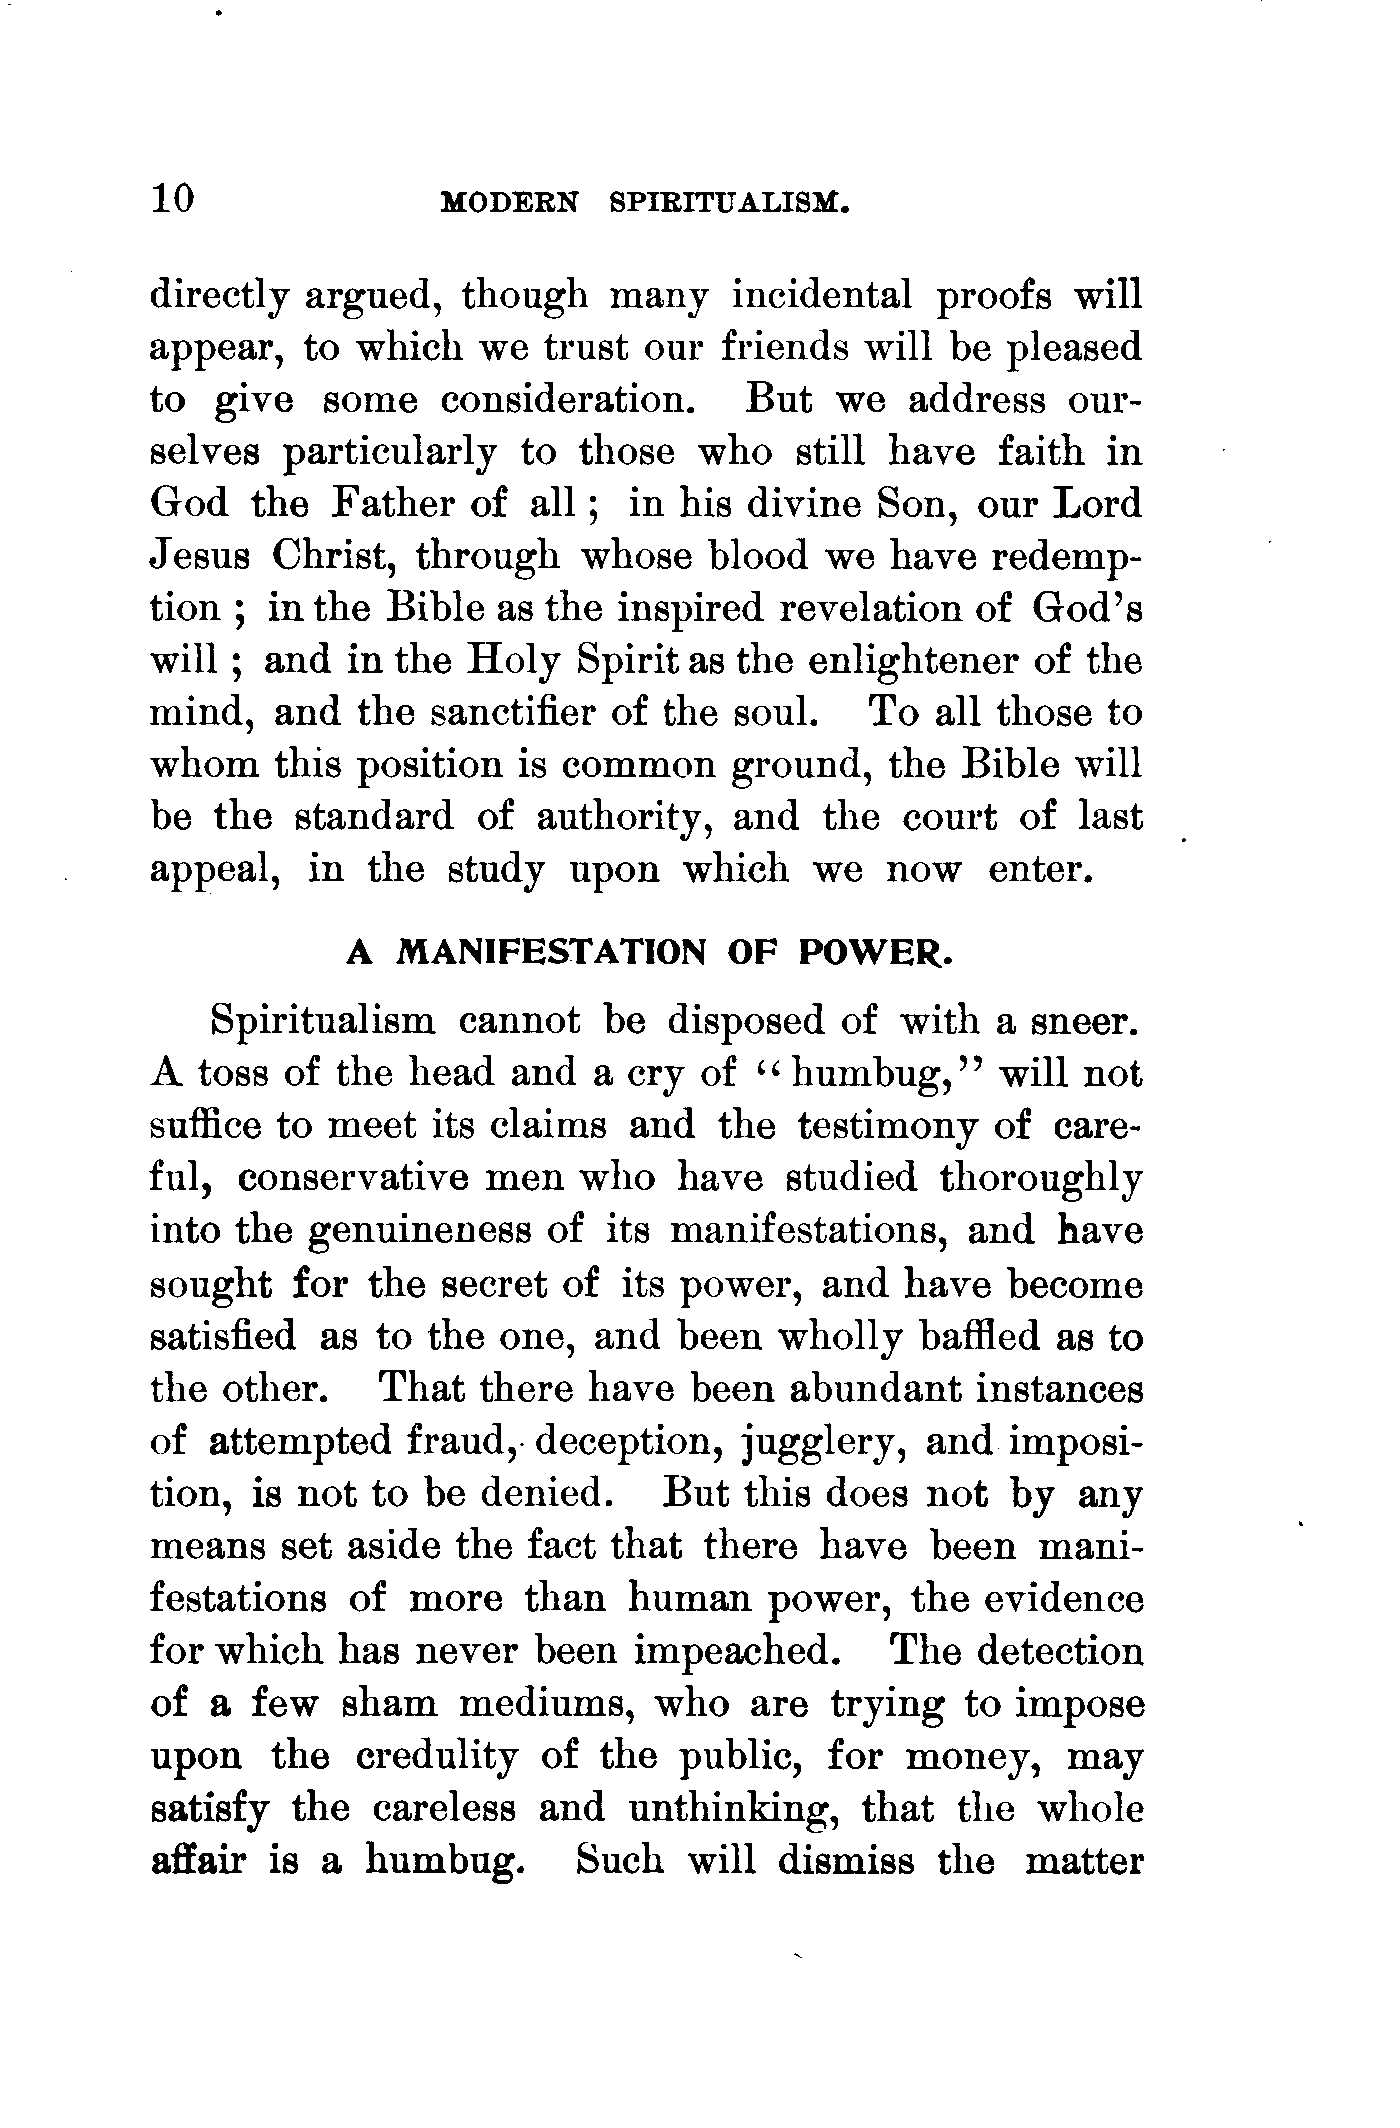 10 MODERN SPIRITUALISM.
directly argued, though many incidental proofs will
appear, to which we trust our friends will be pleased
to give some consideration. But we address our-
selves particularly to those who still have faith in
God the Father of all ; in his divine Son, our Lord
Jesus Christ, through whose blood we have redemp-
tion ; in the Bible as the inspired revelation of God's
will ; and in the Holy Spirit as the enlightener of the
mind, and the sanctifier of the soul. To all those to
whom this position is common ground, the Bible will
be the standard of authority, and the court of last
appeal, in the study upon which we now enter.
A MANIFESTATION OF POWER.
Spiritualism cannot be disposed of with a sneer.
A toss of the head and a cry of “ humbug,” will not
suffice to meet its claims and the testimony of care-
ful, conservative men who have studied thoroughly
into the genuineness of its manifestations, and have
sought for the secret of its power, and have become
satisfied as to the one, and been wholly baffled as to
the other. That there have been abundant instances
of attempted fraud, deception, jugglery, and imposi-
tion, is not to be denied. But this does not by any
means set aside the fact that there have been mani-
festations of more than human power, the evidence
for which has never been impeached. The detection
of a few sham mediums, who are trying to impose
upon the credulity of the public, for money, may
satisfy the careless and unthinking, that the whole
affair is a humbug. Such will dismiss the matter